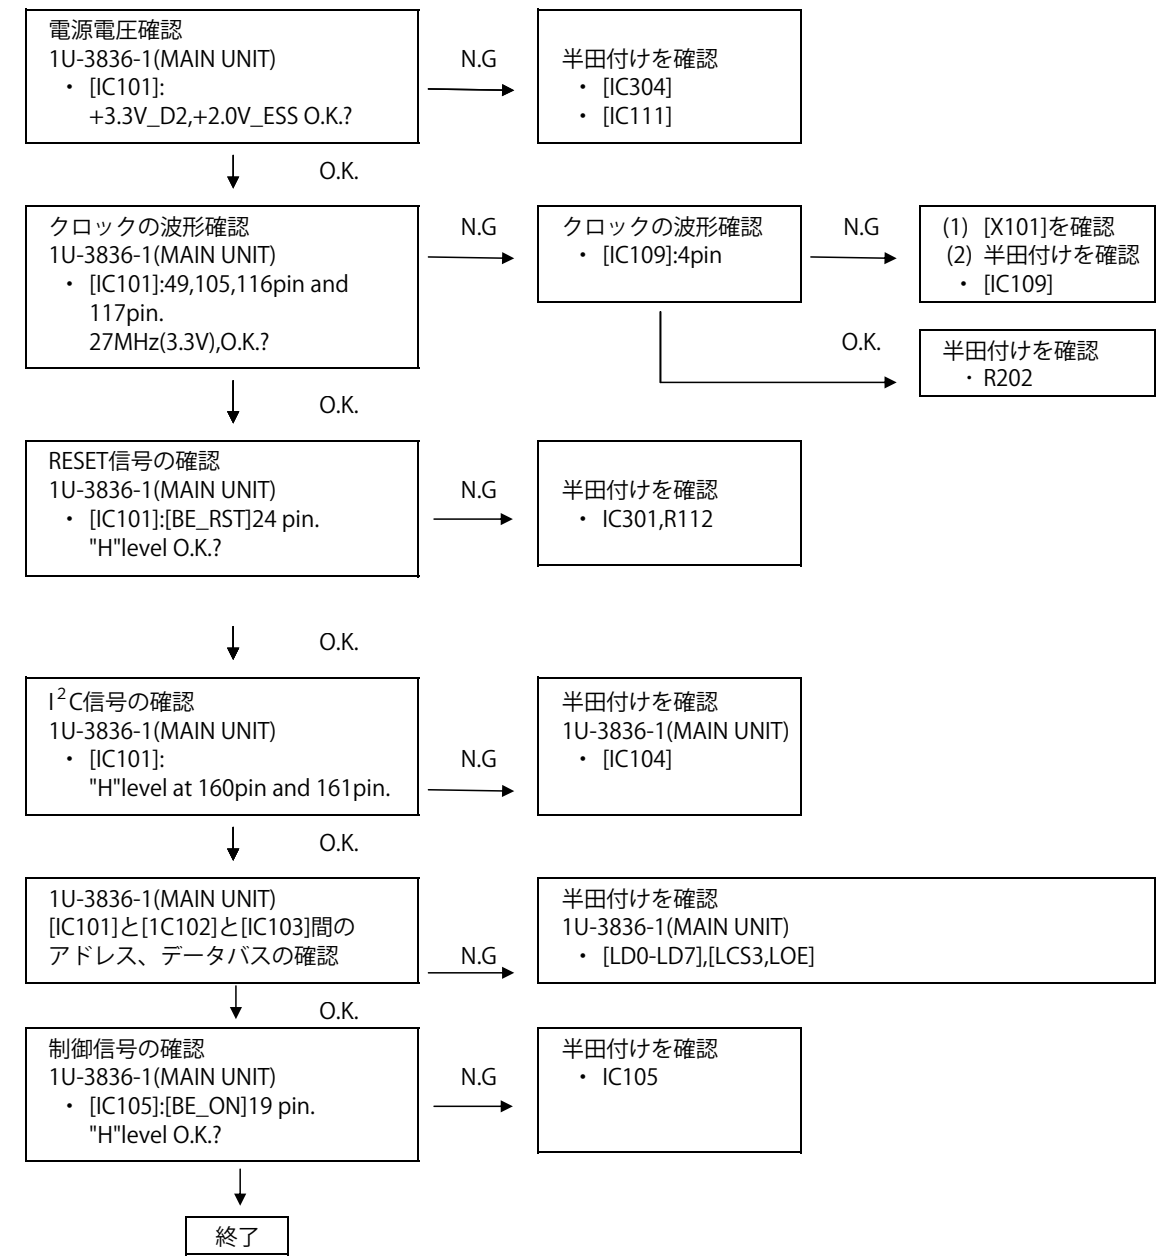 電源電圧確認
1U-3836-1(MAIN UNIT)
・ [IC101]:
+3.3V_D2,+2.0V_ESS O.K.?
N.G
半田付けを確認
・ [IC304]
・ [IC111]
O.K.
クロックの波形確認
1U-3836-1(MAIN UNIT)
・ [IC101]:49,105,116pin and
117pin.
27MHz(3.3V),O.K.?
N.G
クロックの波形確認
・ [IC109]:4pin
N.G
(1) [X101]を確認
(2) 半田付けを確認
・ [IC109]
O.K.
半田付けを確認
・R202
O.K.
RESET信号の確認
1U-3836-1(MAIN UNIT)
・ [IC101]:[BE_RST]24 pin.
"H"level O.K.?
N.G
半田付けを確認
・ IC301,R112
O.K.
I²C信号の確認
1U-3836-1(MAIN UNIT)
・ [IC101]:
"H"level at 160pin and 161pin.
N.G
半田付けを確認
1U-3836-1(MAIN UNIT)
・ [IC104]
O.K.
1U-3836-1(MAIN UNIT)
[IC101]と[1C102]と[IC103]間の
アドレス、データバスの確認
N.G
半田付けを確認
1U-3836-1(MAIN UNIT)
・ [LD0-LD7],[LCS3,LOE]
O.K.
制御信号の確認
1U-3836-1(MAIN UNIT)
・ [IC105]:[BE_ON]19 pin.
"H"level O.K.?
N.G
半田付けを確認
・ IC105
終了